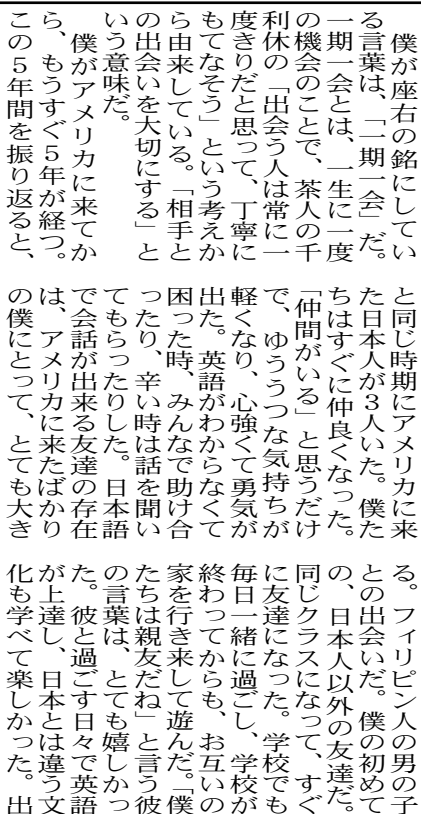 僕が座右の銘にしてい
る言葉は、「一期一会」だ。
一期一会とは、一生に一度
の機会のことで、茶人の千
利休の「出会う人は常に一
度きりだと思って、丁寧に
もてなそう」という考えか
ら由来している。「相手と
の出会いを大切にする」と
いう意味だ。
僕がアメリカに来てか
ら、もうすぐ5年が経つ。
この5年間を振り返ると、
と同じ時期にアメリカに来
た日本人が3人いた。僕た
ちはすぐに仲良くなった。
「仲間がいる」と思うだけ
で、ゆううつな気持ちが
軽くなり、心強くて勇気が
出た。英語がわからなくて
困った時、みんなで助け合
ったり、辛い時は話を聞い
てもらったりした。日本語
で会話が出来る友達の存在
は、アメリカに来たばかり
の僕にとって、とても大き
る。フィリピン人の男の子
との出会いだ。僕の初めて
の、日本人以外の友達だ。
同じクラスになって、すぐ
に友達になった。学校でも
毎日一緒に過ごし、学校が
終わってからも、お互いの
家を行き来して遊んだ。「僕
たちは親友だね」と言う彼
の言葉は、とても嬉しかっ
た。彼と過ごす日々で英語
が上達し、日本とは違う文
化も学べて楽しかった。出